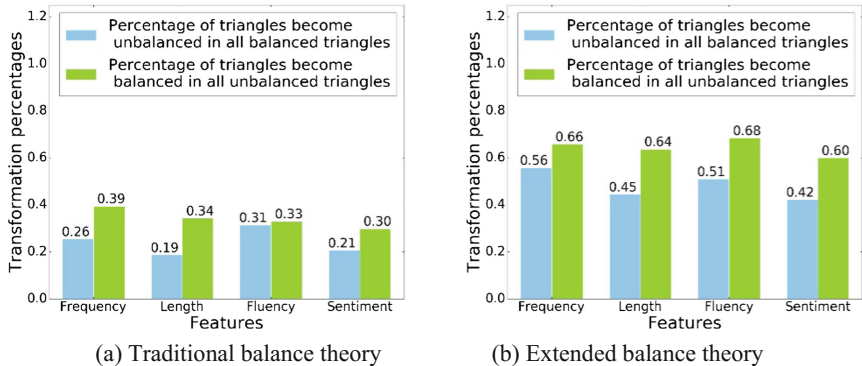 1.2
1.0
0.8
0.6
0.4
0.2
0.0
Transformation percentages
Percentage of triangles become
unbalanced in all balanced triangles
Percentage of triangles become
balanced in all unbalanced triangles
0.26
0.39
0.19
0.34
0.31
0.33
0.21
0.30
Frequency
Length
Fluency
Sentiment
Features
(a) Traditional balance theory
1.2
1.0
0.8
0.6
0.4
0.2
0.0
Transformation percentages
Percentage of triangles become
unbalanced in all balanced triangles
Percentage of triangles become
balanced in all unbalanced triangles
0.56
0.66
0.45
0.64
0.51
0.68
0.42
0.60
Frequency
Length
Fluency
Sentiment
Features
(b) Extended balance theory